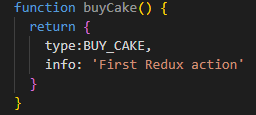 function buyCake() {
  return {
    type:BUY_CAKE,
    info: 'First Redux action'
  }
}